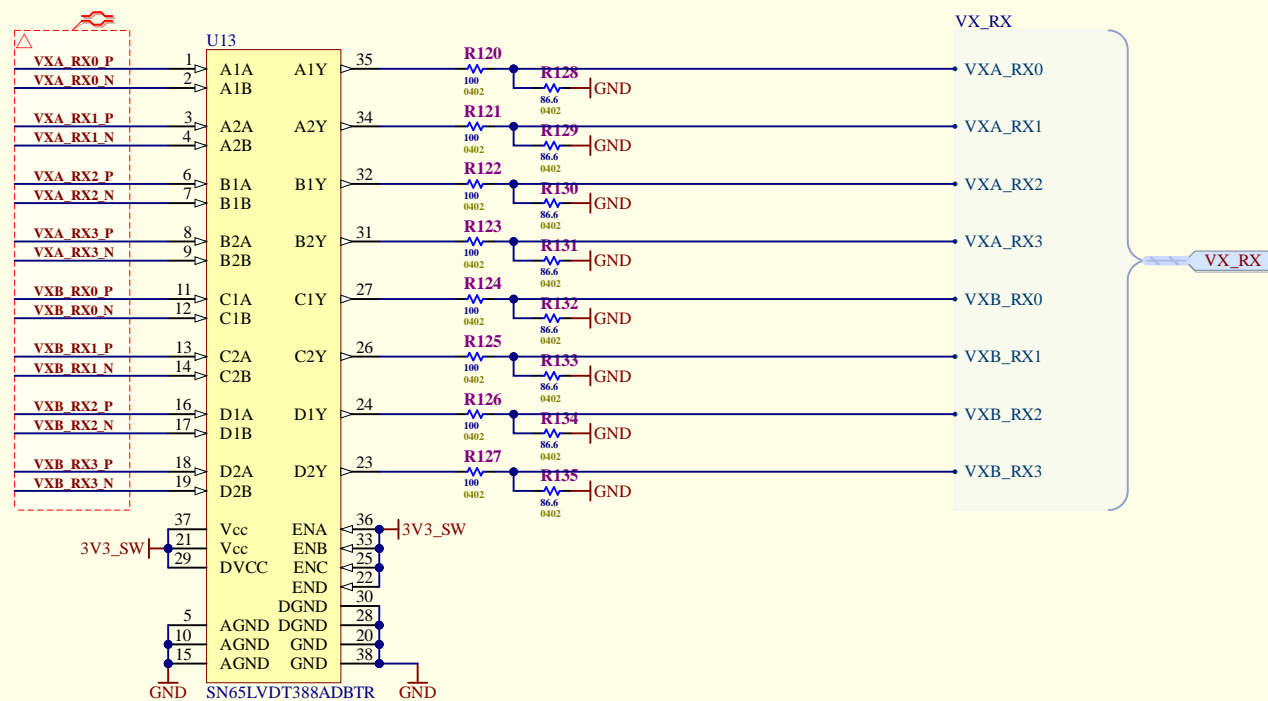 VX_RX
U13
VXA_RX0_P 1 A1A A1Y 35 R120 100 0402 VXA_RX0
VXA_RX0_N 2 A1B R128 86.6 0402 GND
VXA_RX1_P 3 A2A A2Y 34 R121 100 0402 VXA_RX1
VXA_RX1_N 4 A2B R129 86.6 0402 GND
VXA_RX2_P 6 B1A B1Y 32 R122 100 0402 VXA_RX2
VXA_RX2_N 7 B1B R130 86.6 0402 GND
VXA_RX3_P 8 B2A B2Y 31 R123 100 0402 VXA_RX3
VXA_RX3_N 9 B2B R131 86.6 0402 GND
VX_RX
VXB_RX0_P 11 C1A C1Y 27 R124 100 0402 VXB_RX0
VXB_RX0_N 12 C1B R132 86.6 0402 GND
VXB_RX1_P 13 C2A C2Y 26 R125 100 0402 VXB_RX1
VXB_RX1_N 14 C2B R133 86.6 0402 GND
VXB_RX2_P 16 D1A D1Y 24 R126 100 0402 VXB_RX2
VXB_RX2_N 17 D1B R134 86.6 0402 GND
VXB_RX3_P 18 D2A D2Y 23 R127 100 0402 VXB_RX3
VXB_RX3_N 19 D2B R135 86.6 0402 GND
37 Vcc ENA 36 3V3_SW
3V3_SW 21 Vcc ENB 33
29 DVCC ENC 25
END 22
DGND 30
5 AGND DGND 28
10 AGND GND 20
15 AGND GND 38
GND SN65LVDT388ADBTR GND